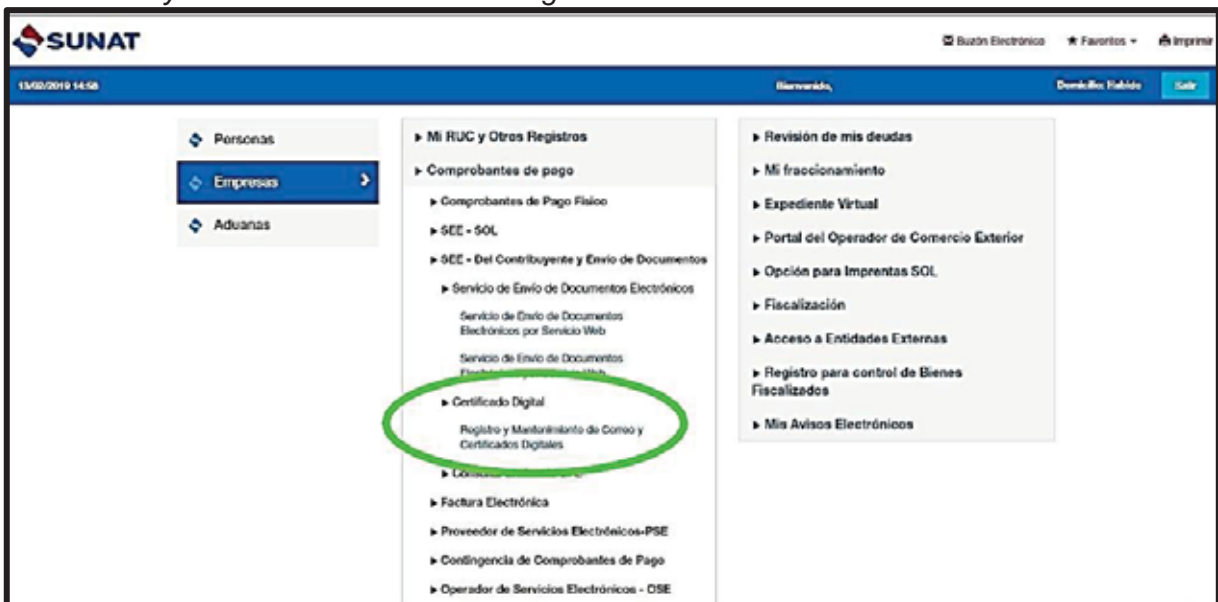 SUNAT
Buzón Electrónico
Favoritos
Imprimir
13/02/2019 14:58
Bienvenido,
Domicilio: Habido
Salir
Personas
Empresas
Aduanas
Mi RUC y Otros Registros
Comprobantes de pago
Comprobantes de Pago Físico
SEE - SOL
SEE - Del Contribuyente y Envío de Documentos
Servicio de Envío de Documentos Electrónicos
Servicio de Envío de Documentos
Electrónicos por Servicio Web
Servicio de Envío de Documentos
Certificado Digital
Registro y Mantenimiento de Correo y
Certificados Digitales
Factura Electrónica
Proveedor de Servicios Electrónicos-PSE
Contingencia de Comprobantes de Pago
Operador de Servicios Electrónicos - OSE
Revisión de mis deudas
Mi fraccionamiento
Expediente Virtual
Portal del Operador de Comercio Exterior
Opción para Imprentas SOL
Fiscalización
Acceso a Entidades Externas
Registro para control de Bienes
Fiscalizados
Mis Avisos Electrónicos